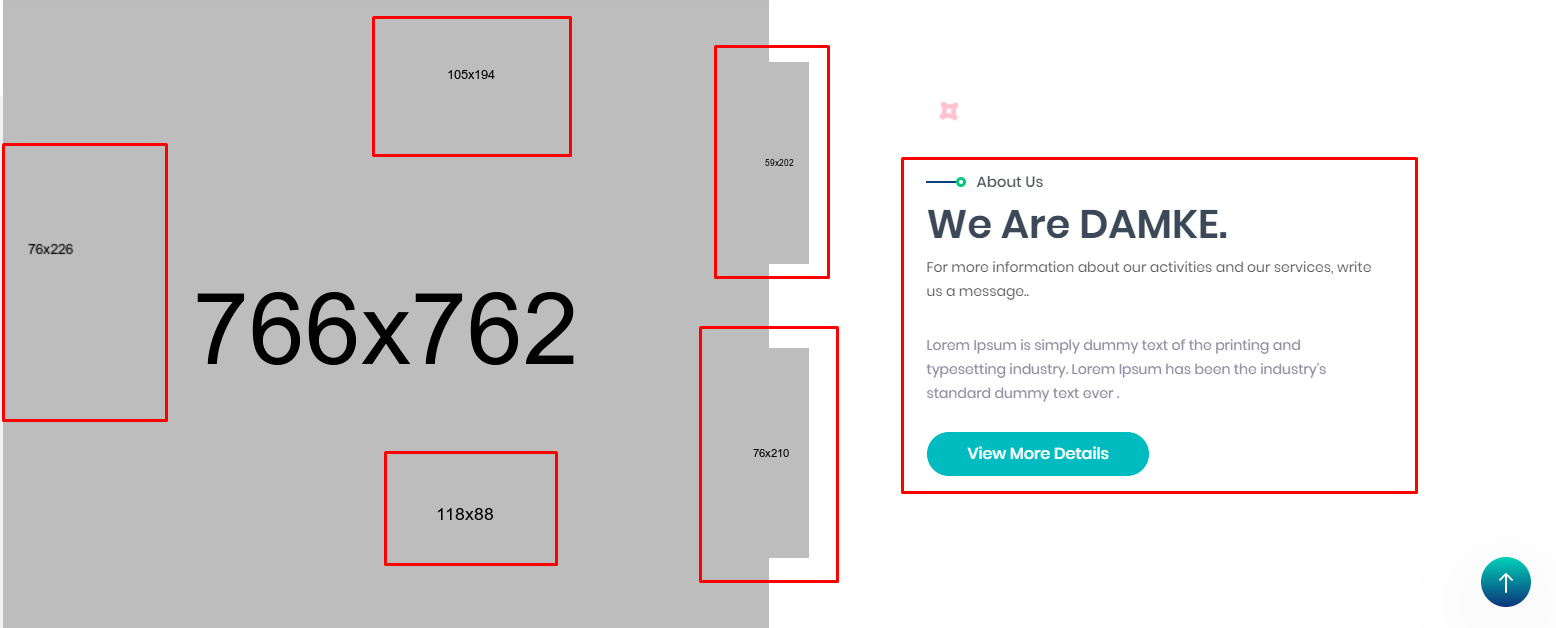 105x194
59x202
76x226
766x762
76x210
118x88
About Us
We Are DAMKE.
For more information about our activities and our services, write
us a message..
Lorem Ipsum is simply dummy text of the printing and
typesetting industry. Lorem Ipsum has been the industry's
standard dummy text ever .
View More Details